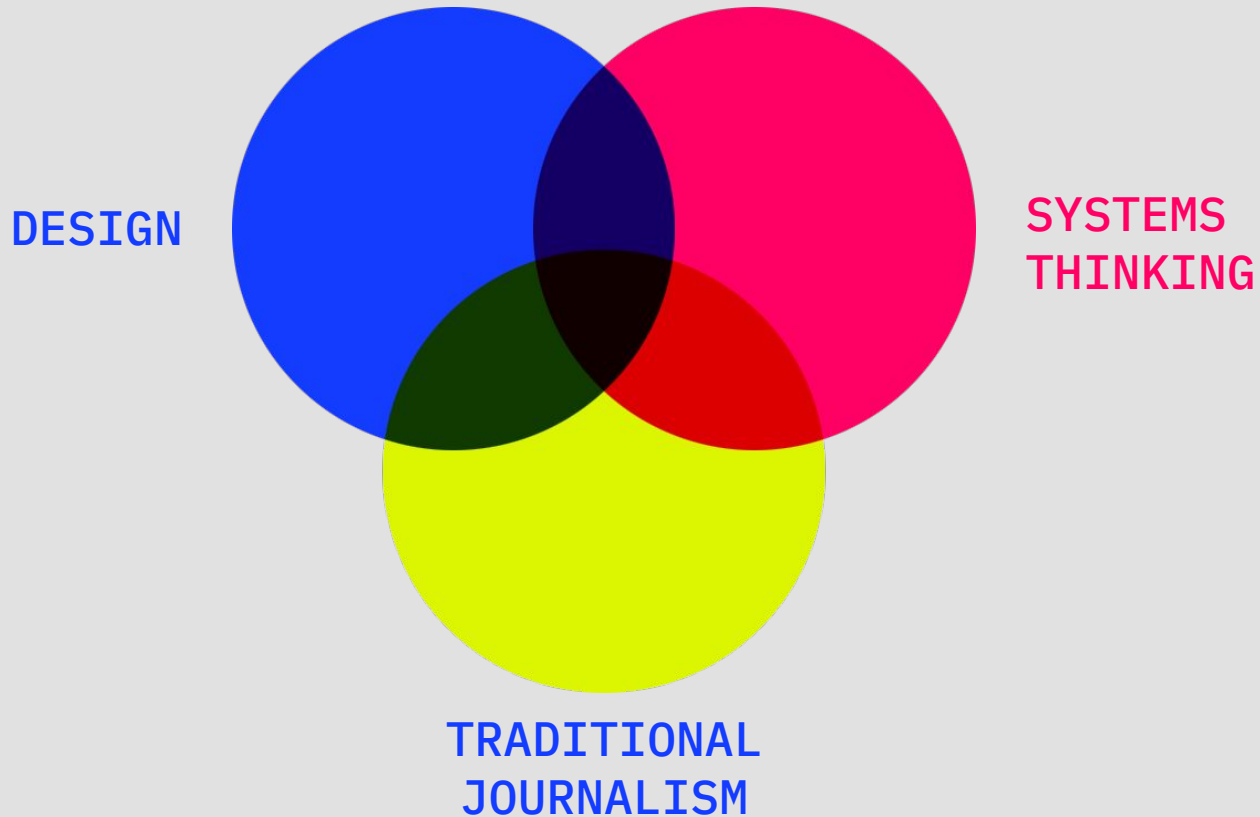 DESIGN
SYSTEMS
THINKING
TRADITIONAL
JOURNALISM